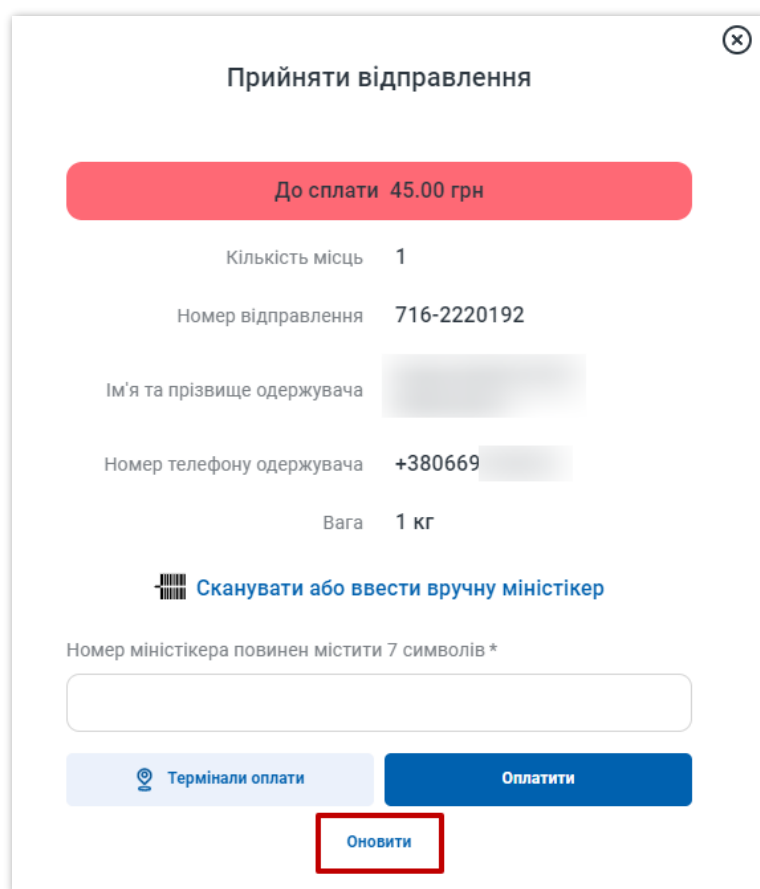 Прийняти відправлення
До сплати 45.00 грн
Кількість місць 1
Номер відправлення 716-2220192
Ім'я та прізвище одержувача
Номер телефону одержувача +380669
Вага 1 кг
Сканувати або ввести вручну міністікер
Номер міністікера повинен містити 7 символів *
Термінали оплати Оплатити
Оновити